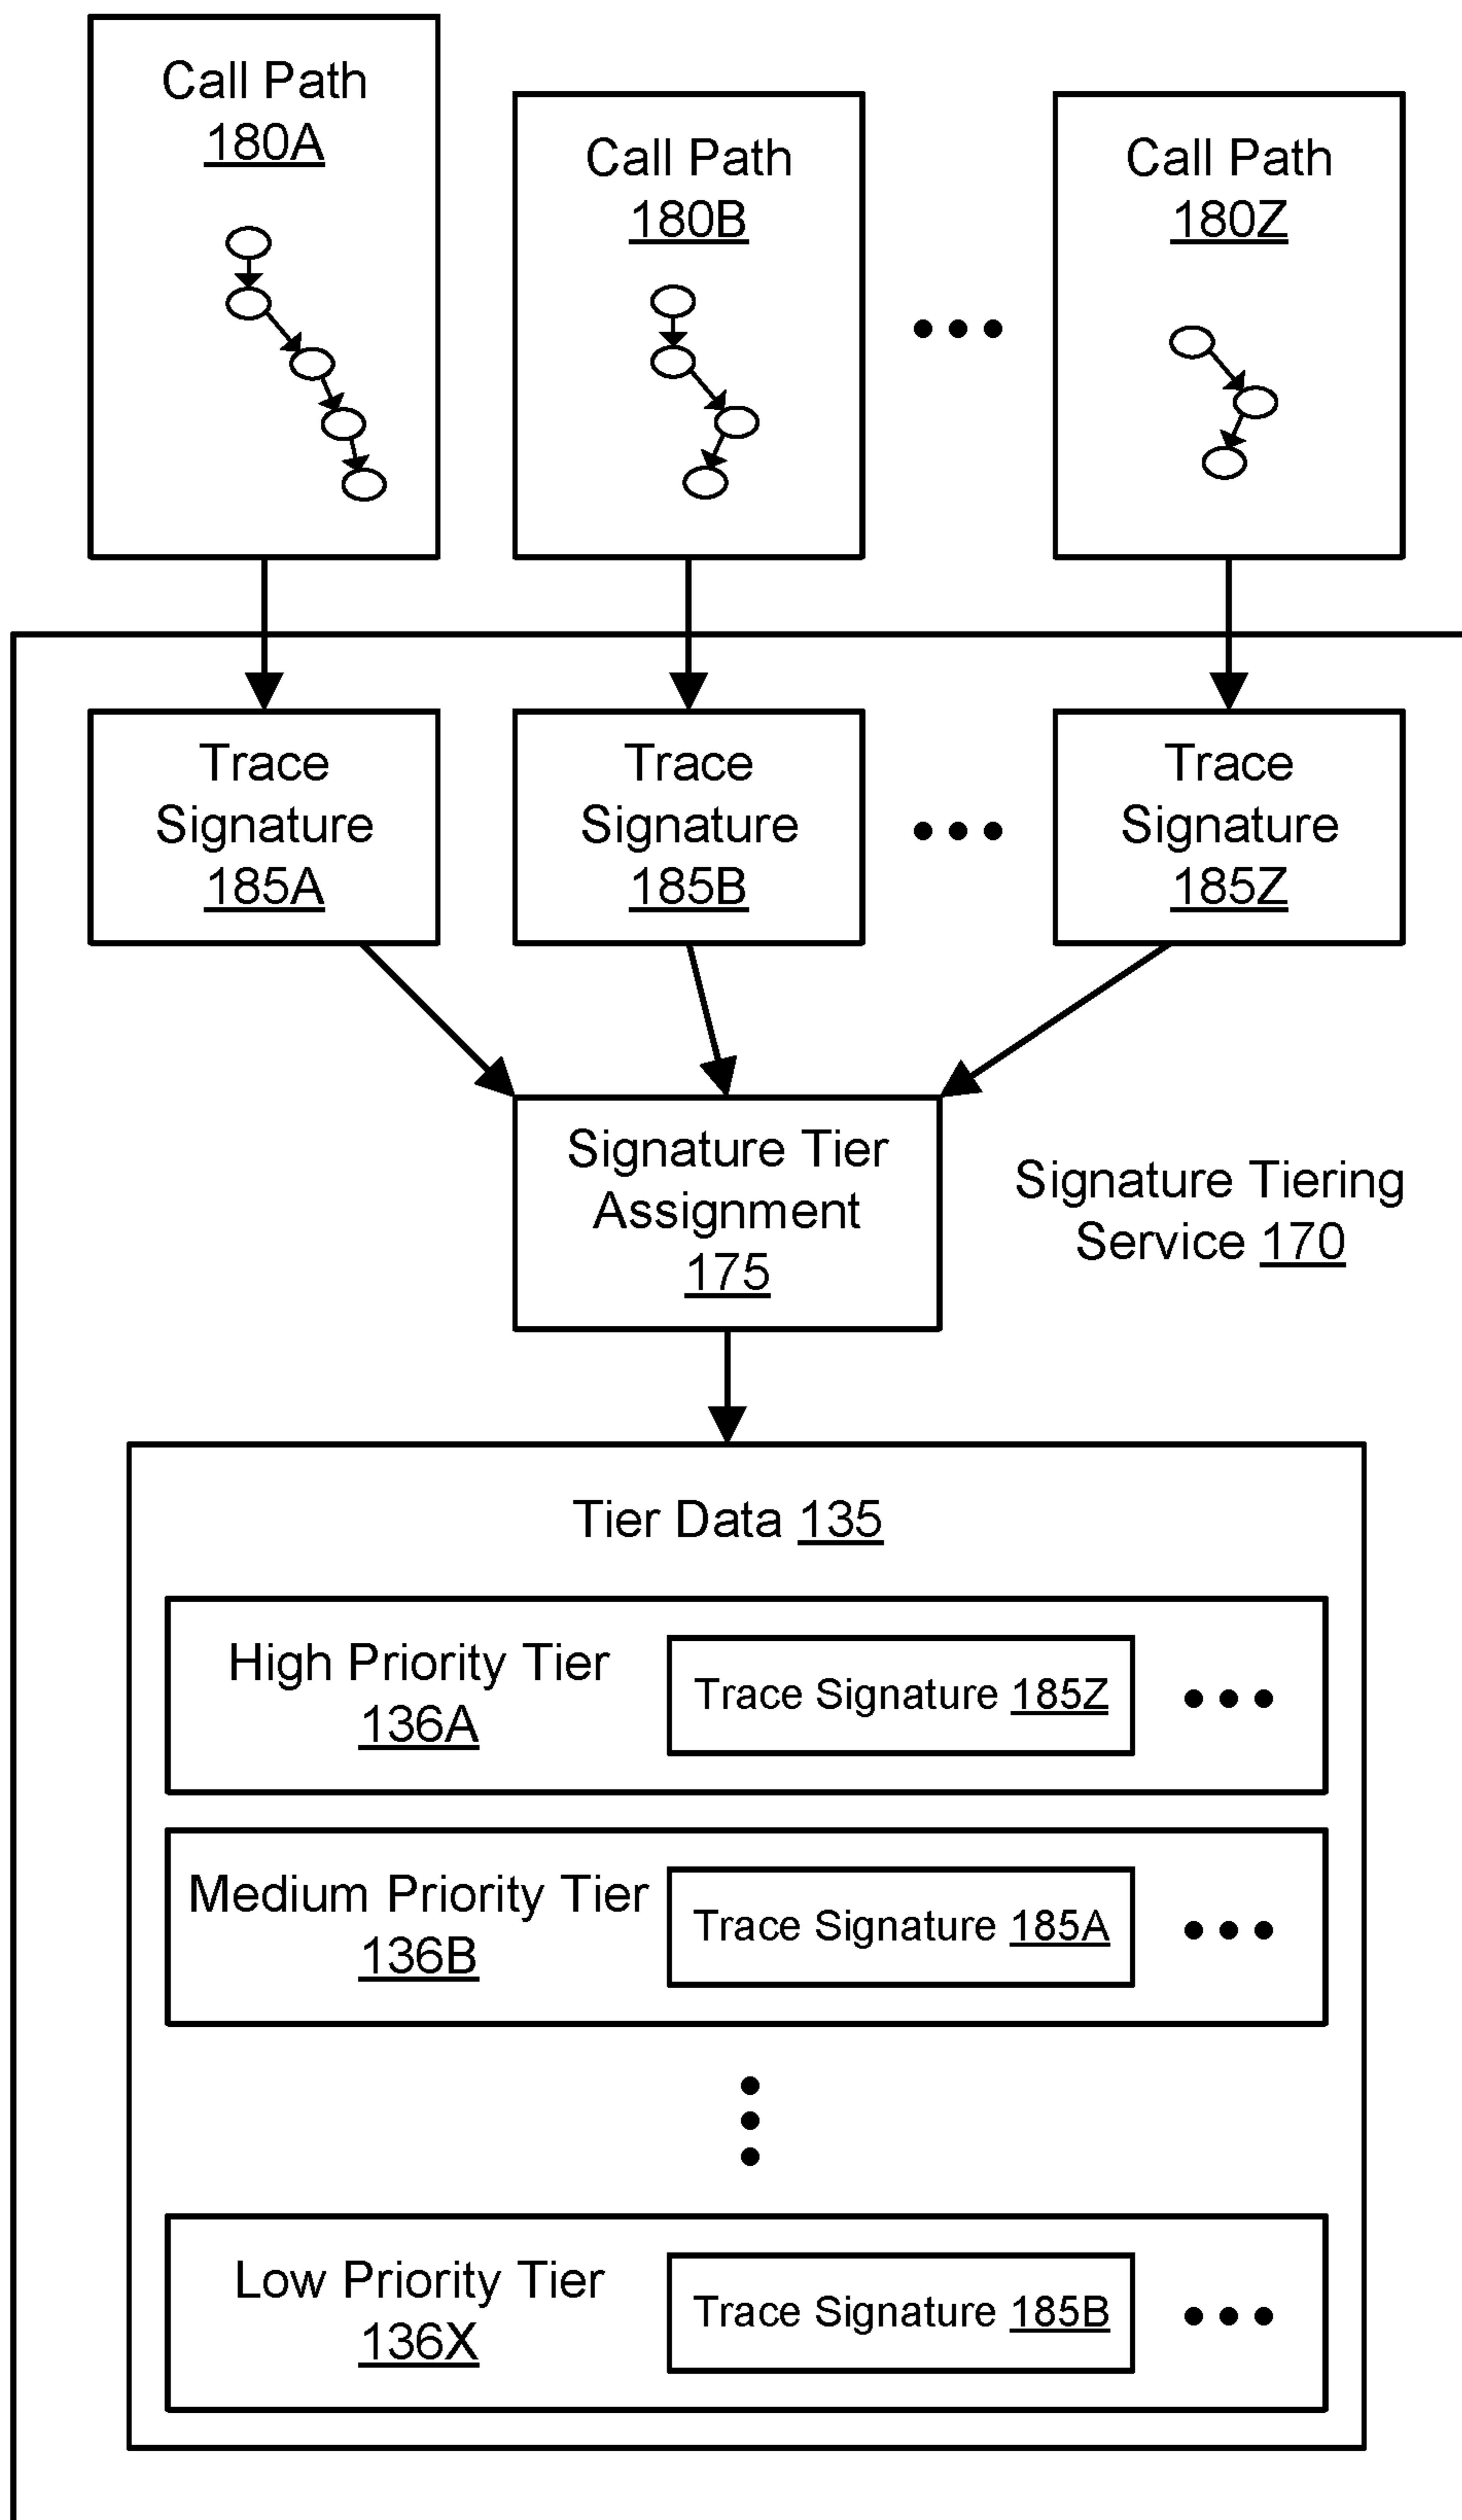 Call Path
180A
Call Path
180B
Call Path
180Z
Trace
Signature
185A
Trace
Signature
185B
Trace
Signature
185Z
Signature Tier
Assignment
175
Signature Tiering
Service 170
Tier Data 135
High Priority Tier
136A
Trace Signature 185Z
Medium Priority Tier
136B
Trace Signature 185A
Low Priority Tier
136X
Trace Signature 185B